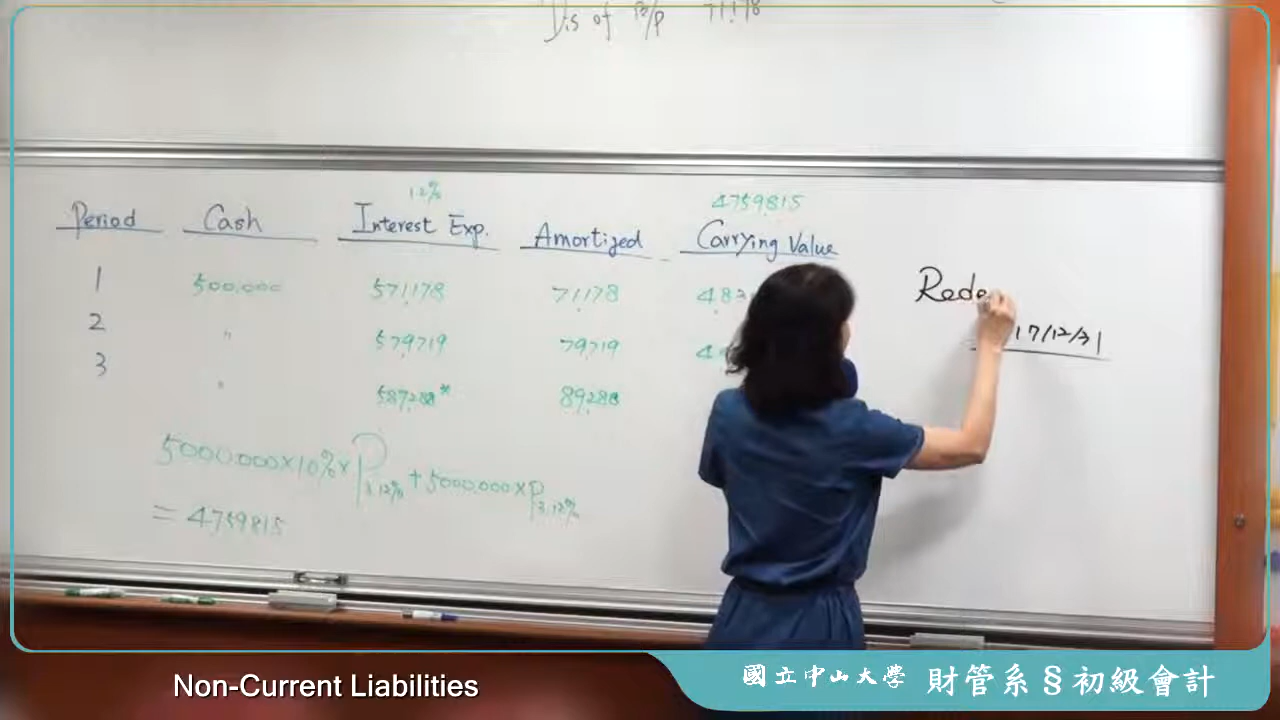 Dis of B/P 71178
12% 4759815
Period Cash Interest Exp. Amortized Carrying Value
1 500.000 571,178 71,178
2 " 579,719 79,719
3 " 587,288* 89,288
17/12/31
5000.000×10%×P3,12% + 5000.000×P3,12%
= 4759815
Non-Current Liabilities
國立中山大學 財管系§初級會計